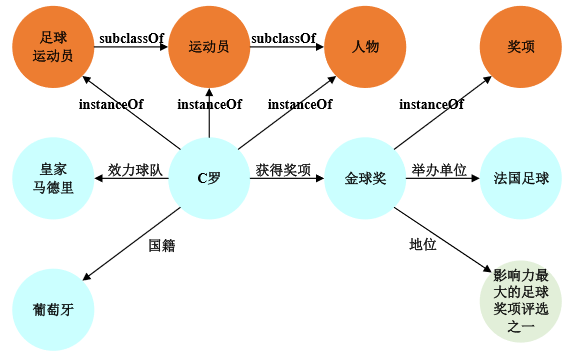 足球
运动员
subclassOf
运动员
subclassOf
人物
奖项
instanceOf
instanceOf
instanceOf
instanceOf
皇家
马德里
效力球队
C罗
获得奖项
金球奖
举办单位
法国足球
国籍
地位
葡萄牙
影响力最
大的足球
奖项评选
之一